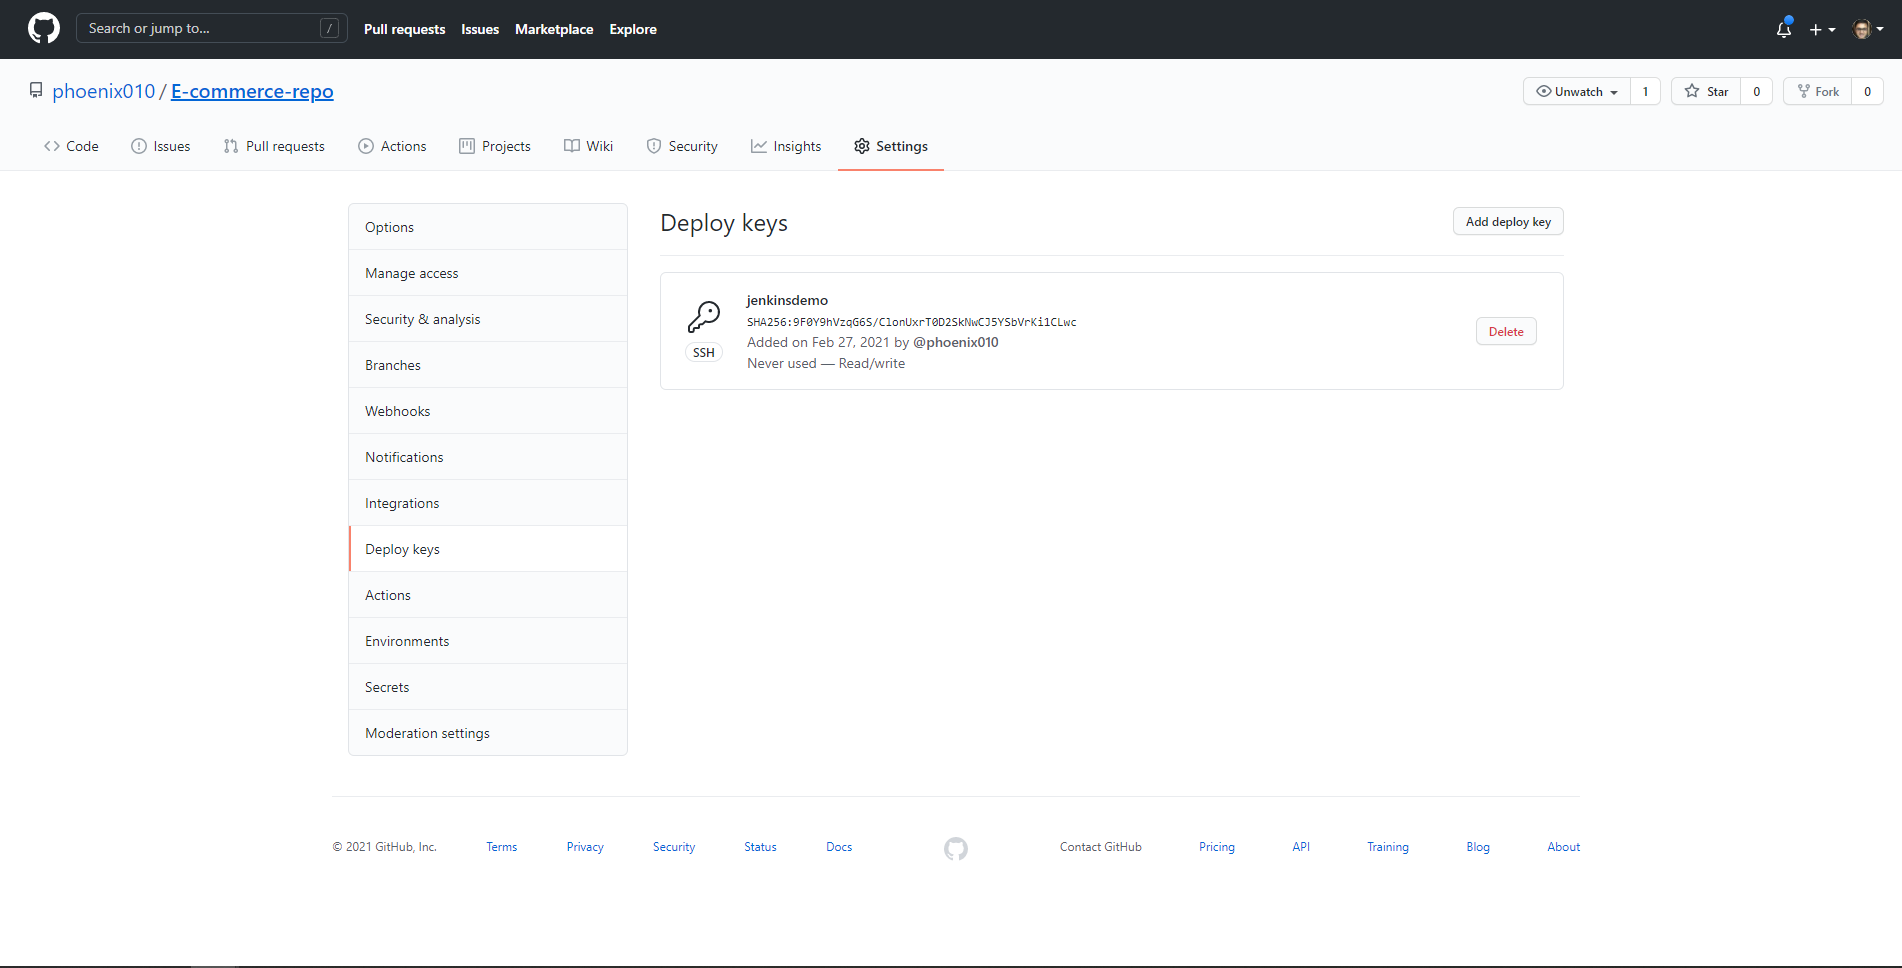 Search or jump to... /
Pull requests Issues Marketplace Explore
phoenix010 / E-commerce-repo
Unwatch 1 Star 0 Fork 0
Code Issues Pull requests Actions Projects Wiki Security Insights Settings
Options
Manage access
Security & analysis
Branches
Webhooks
Notifications
Integrations
Deploy keys
Actions
Environments
Secrets
Moderation settings
Deploy keys
Add deploy key
jenkinsdemo
SHA256:9F0Y9hVzqG6S/ClonUxrT0D2SkNwCJ5YSbVrKi1CLwc
Added on Feb 27, 2021 by @phoenix010
Never used — Read/write
SSH
Delete
© 2021 GitHub, Inc. Terms Privacy Security Status Docs Contact GitHub Pricing API Training Blog About